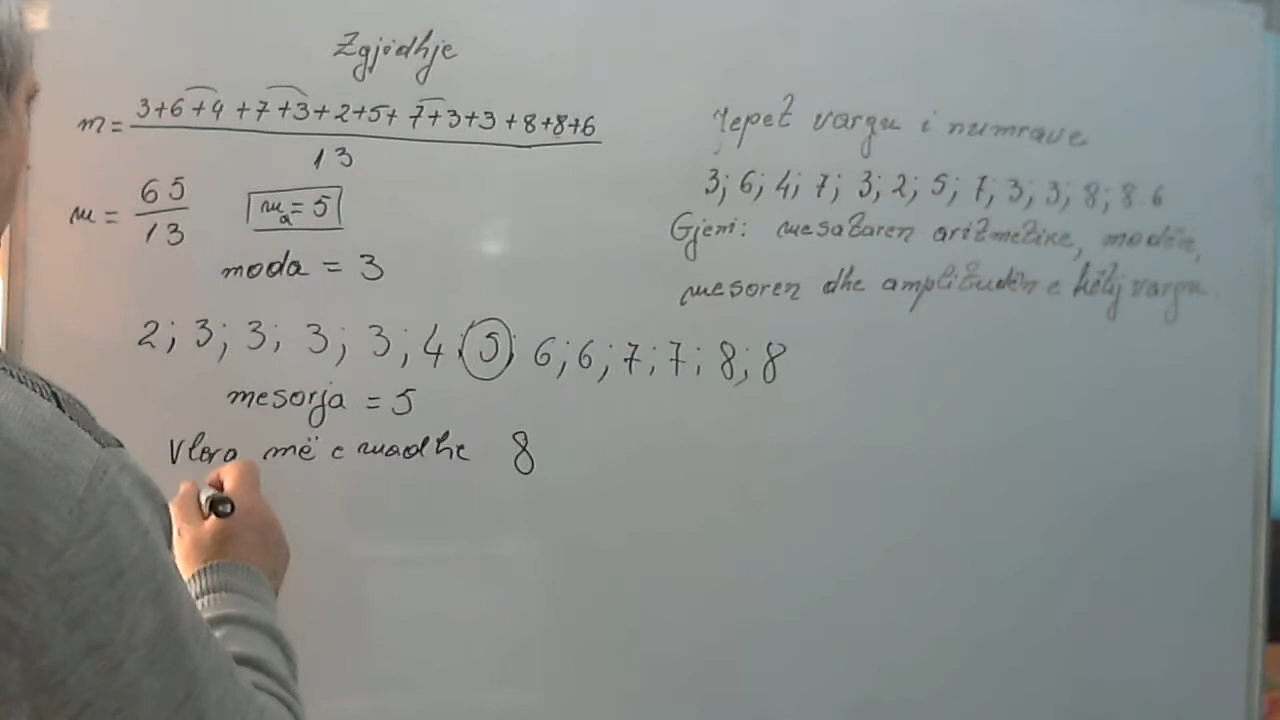 Zgjidhje
m = 3+6+4+7+3+2+5+7+3+3+8+8+6
13
m = 65
13
ma = 5
moda = 3
2; 3; 3; 3; 3; 4; 5; 6; 6; 7; 7; 8; 8
mesorja = 5
Vlera më e madhe 8
Jepet vargu i numrave
3; 6; 4; 7; 3; 2; 5; 7; 3; 3; 8; 8 6
Gjeni: mesataren aritmetike, modën,
mesoren dhe amplitudën e këtij vargu